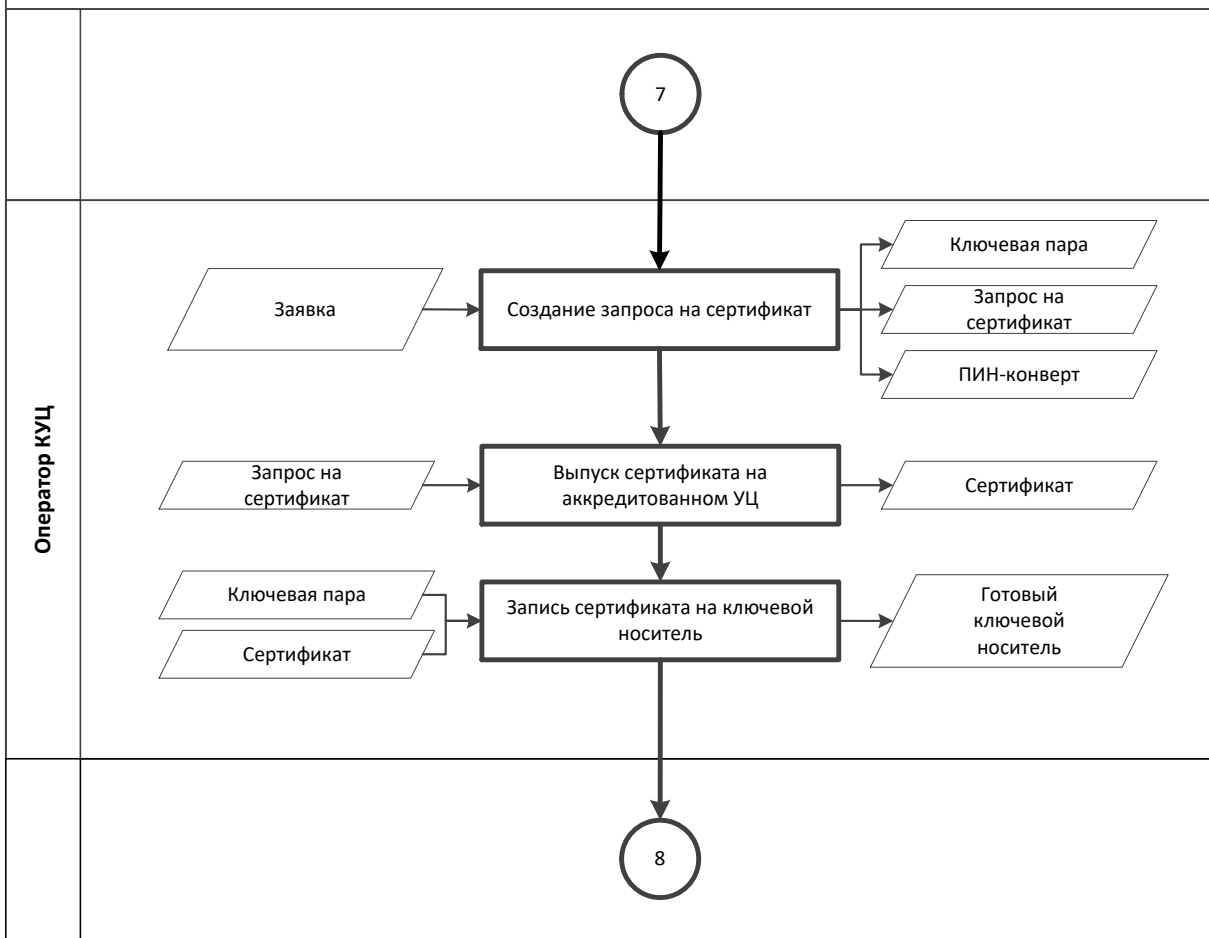 7
Оператор КУЦ
Заявка
Создание запроса на сертификат
Ключевая пара
Запрос на
сертификат
ПИН-конверт
Запрос на
сертификат
Выпуск сертификата на
аккредитованном УЦ
Сертификат
Ключевая пара
Сертификат
Запись сертификата на ключевой
носитель
Готовый
ключевой
носитель
8